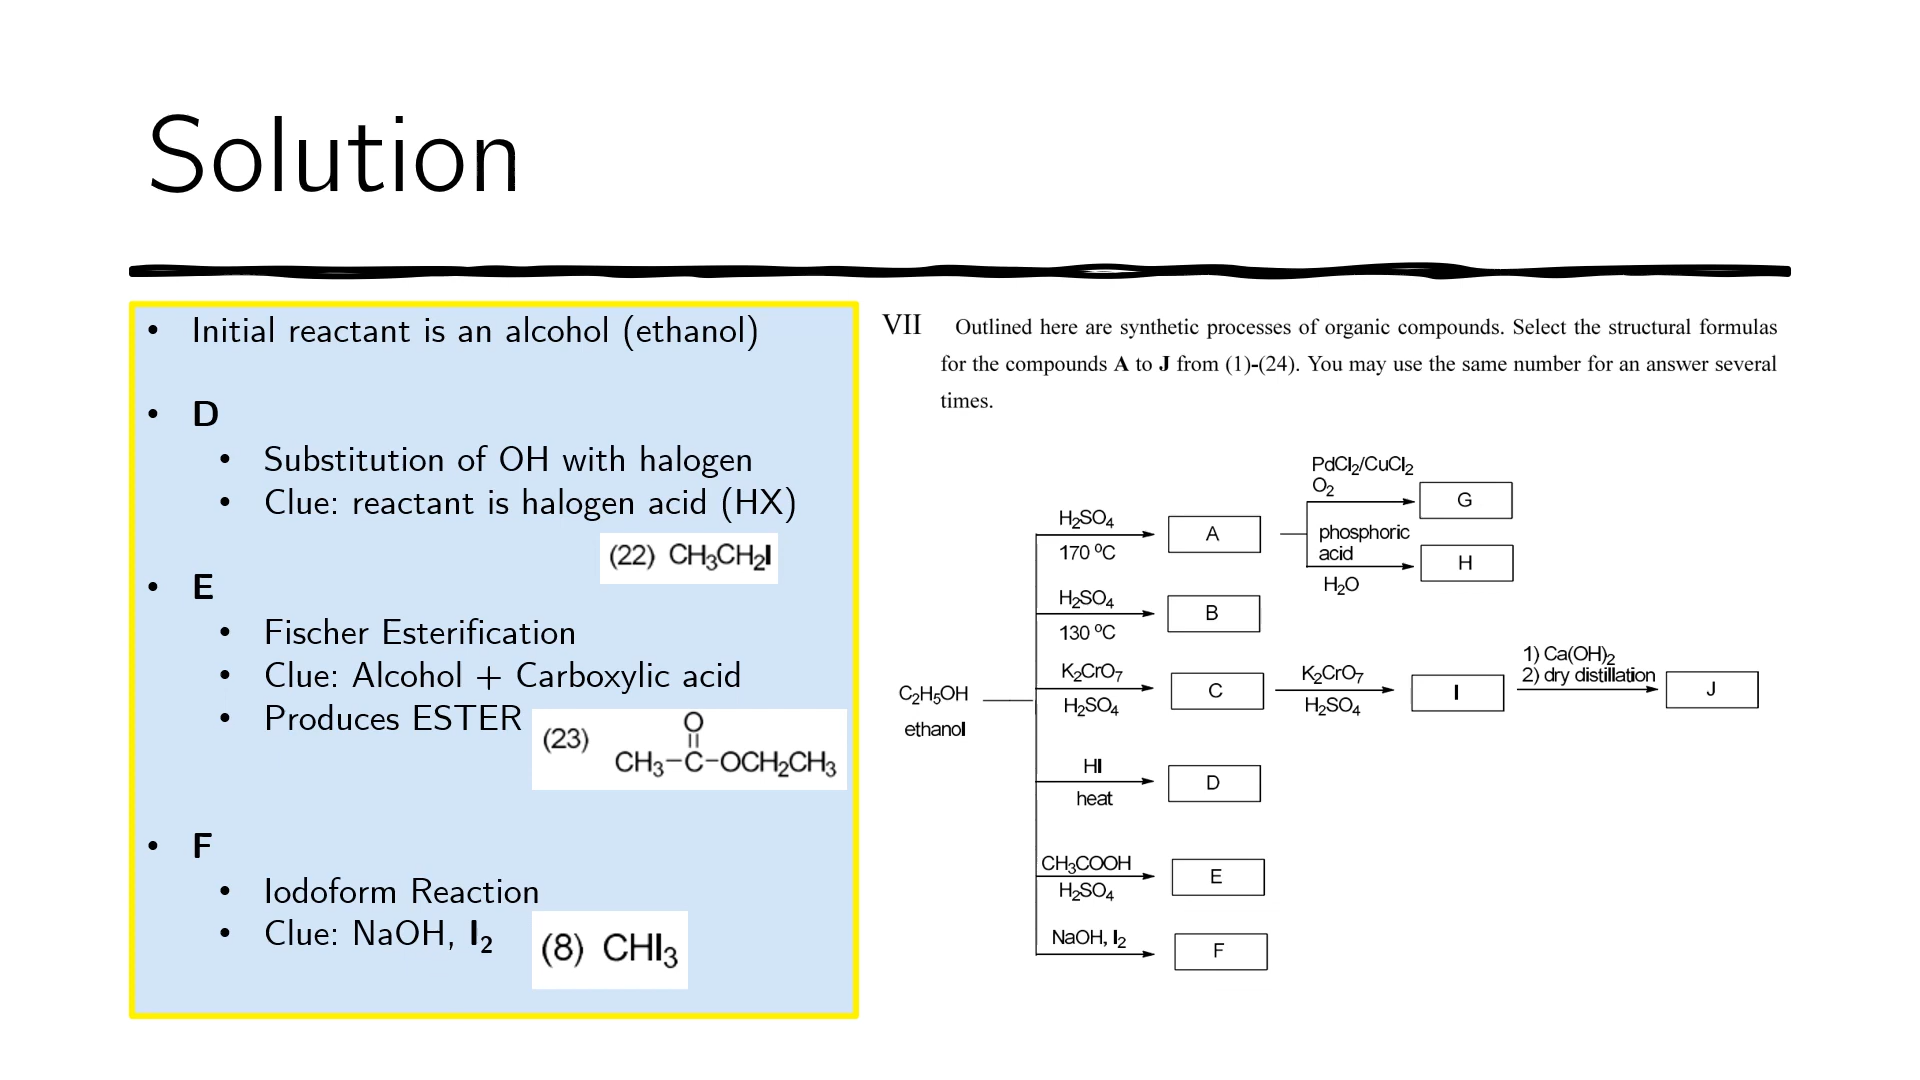 Solution
• Initial reactant is an alcohol (ethanol)
• D
• Substitution of OH with halogen
• Clue: reactant is halogen acid (HX)
(22) CH₃CH₂I
• E
• Fischer Esterification
• Clue: Alcohol + Carboxylic acid
• Produces ESTER
(23)
O
CH₃–C–OCH₂CH₃
• F
• Iodoform Reaction
• Clue: NaOH, I₂
(8) CHI₃
VII Outlined here are synthetic processes of organic compounds. Select the structural formulas
for the compounds A to J from (1)-(24). You may use the same number for an answer several
times.
C₂H₅OH
ethanol
H₂SO₄
170 ⁰C
A
PdCl₂/CuCl₂
O₂
G
phosphoric
acid
H₂O
H
H₂SO₄
130 ⁰C
B
K₂CrO₇
H₂SO₄
C
K₂CrO₇
H₂SO₄
I
1) Ca(OH)₂
2) dry distillation
J
HI
heat
D
CH₃COOH
H₂SO₄
E
NaOH, I₂
F